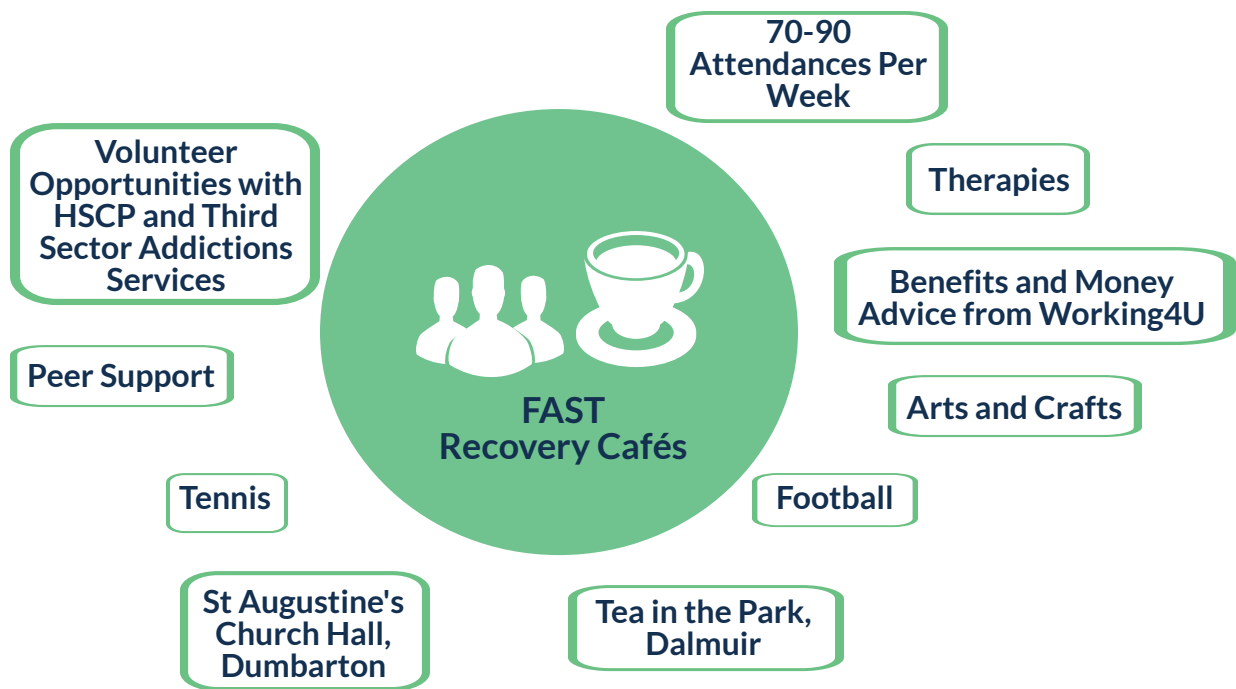 70-90
Attendances Per
Week
Volunteer
Opportunities with
HSCP and Third
Sector Addictions
Services
Therapies
Benefits and Money
Advice from Working4U
Peer Support
Arts and Crafts
FAST
Recovery Cafés
Tennis
Football
St Augustine's
Church Hall,
Dumbarton
Tea in the Park,
Dalmuir